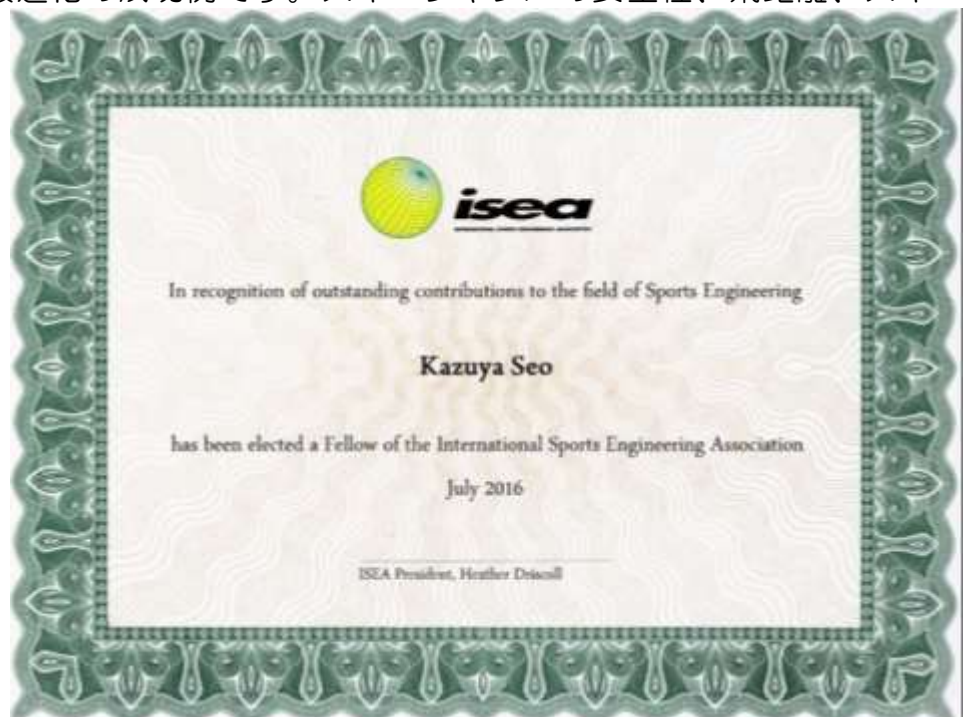 isea
In recognition of outstanding contributions to the field of Sports Engineering
Kazuya Seo
has been elected a Fellow of the International Sports Engineering Association
July 2016
ISEA President, Heather Driscoll